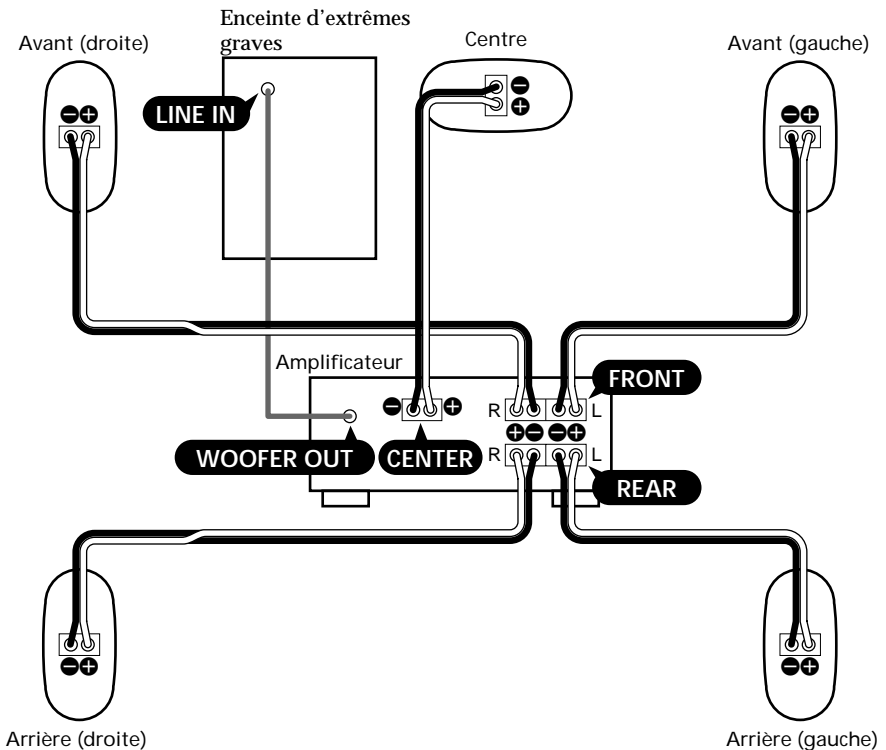 Enceinte d'extrêmes
graves
Avant (droite)
Centre
Avant (gauche)
LINE IN
Amplificateur
FRONT
R
L
WOOFER OUT
CENTER
R
L
REAR
Arrière (droite)
Arrière (gauche)